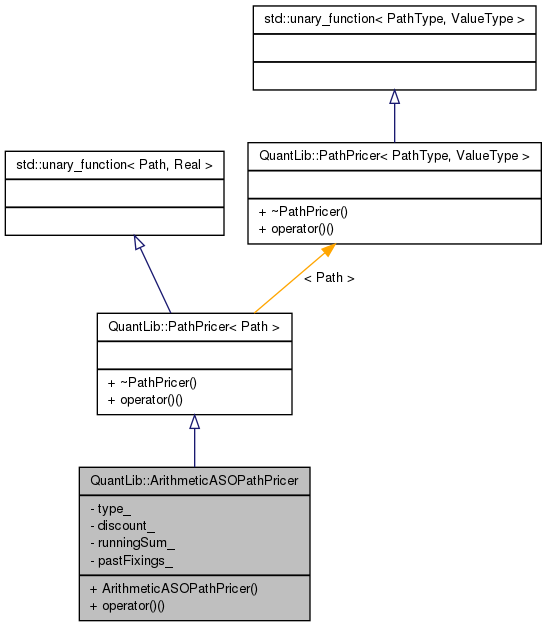 std::unary_function< PathType, ValueType >
QuantLib::PathPricer< PathType, ValueType >
+ ~PathPricer()
+ operator()()
std::unary_function< Path, Real >
< Path >
QuantLib::PathPricer< Path >
+ ~PathPricer()
+ operator()()
QuantLib::ArithmeticASOPathPricer
- type_
- discount_
- runningSum_
- pastFixings_
+ ArithmeticASOPathPricer()
+ operator()()